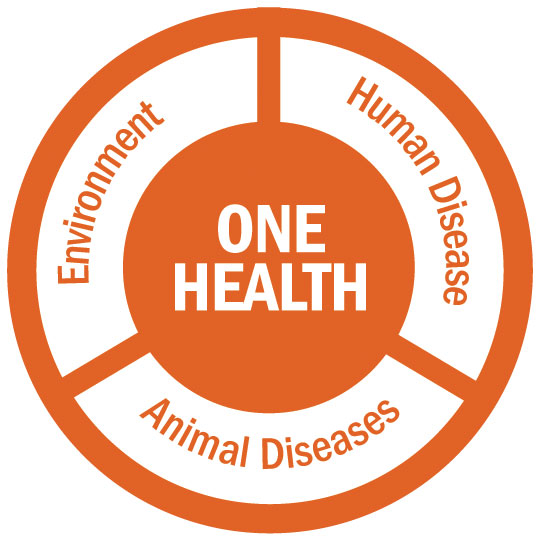 ONE
HEALTH
Environment
Human Disease
Animal Diseases